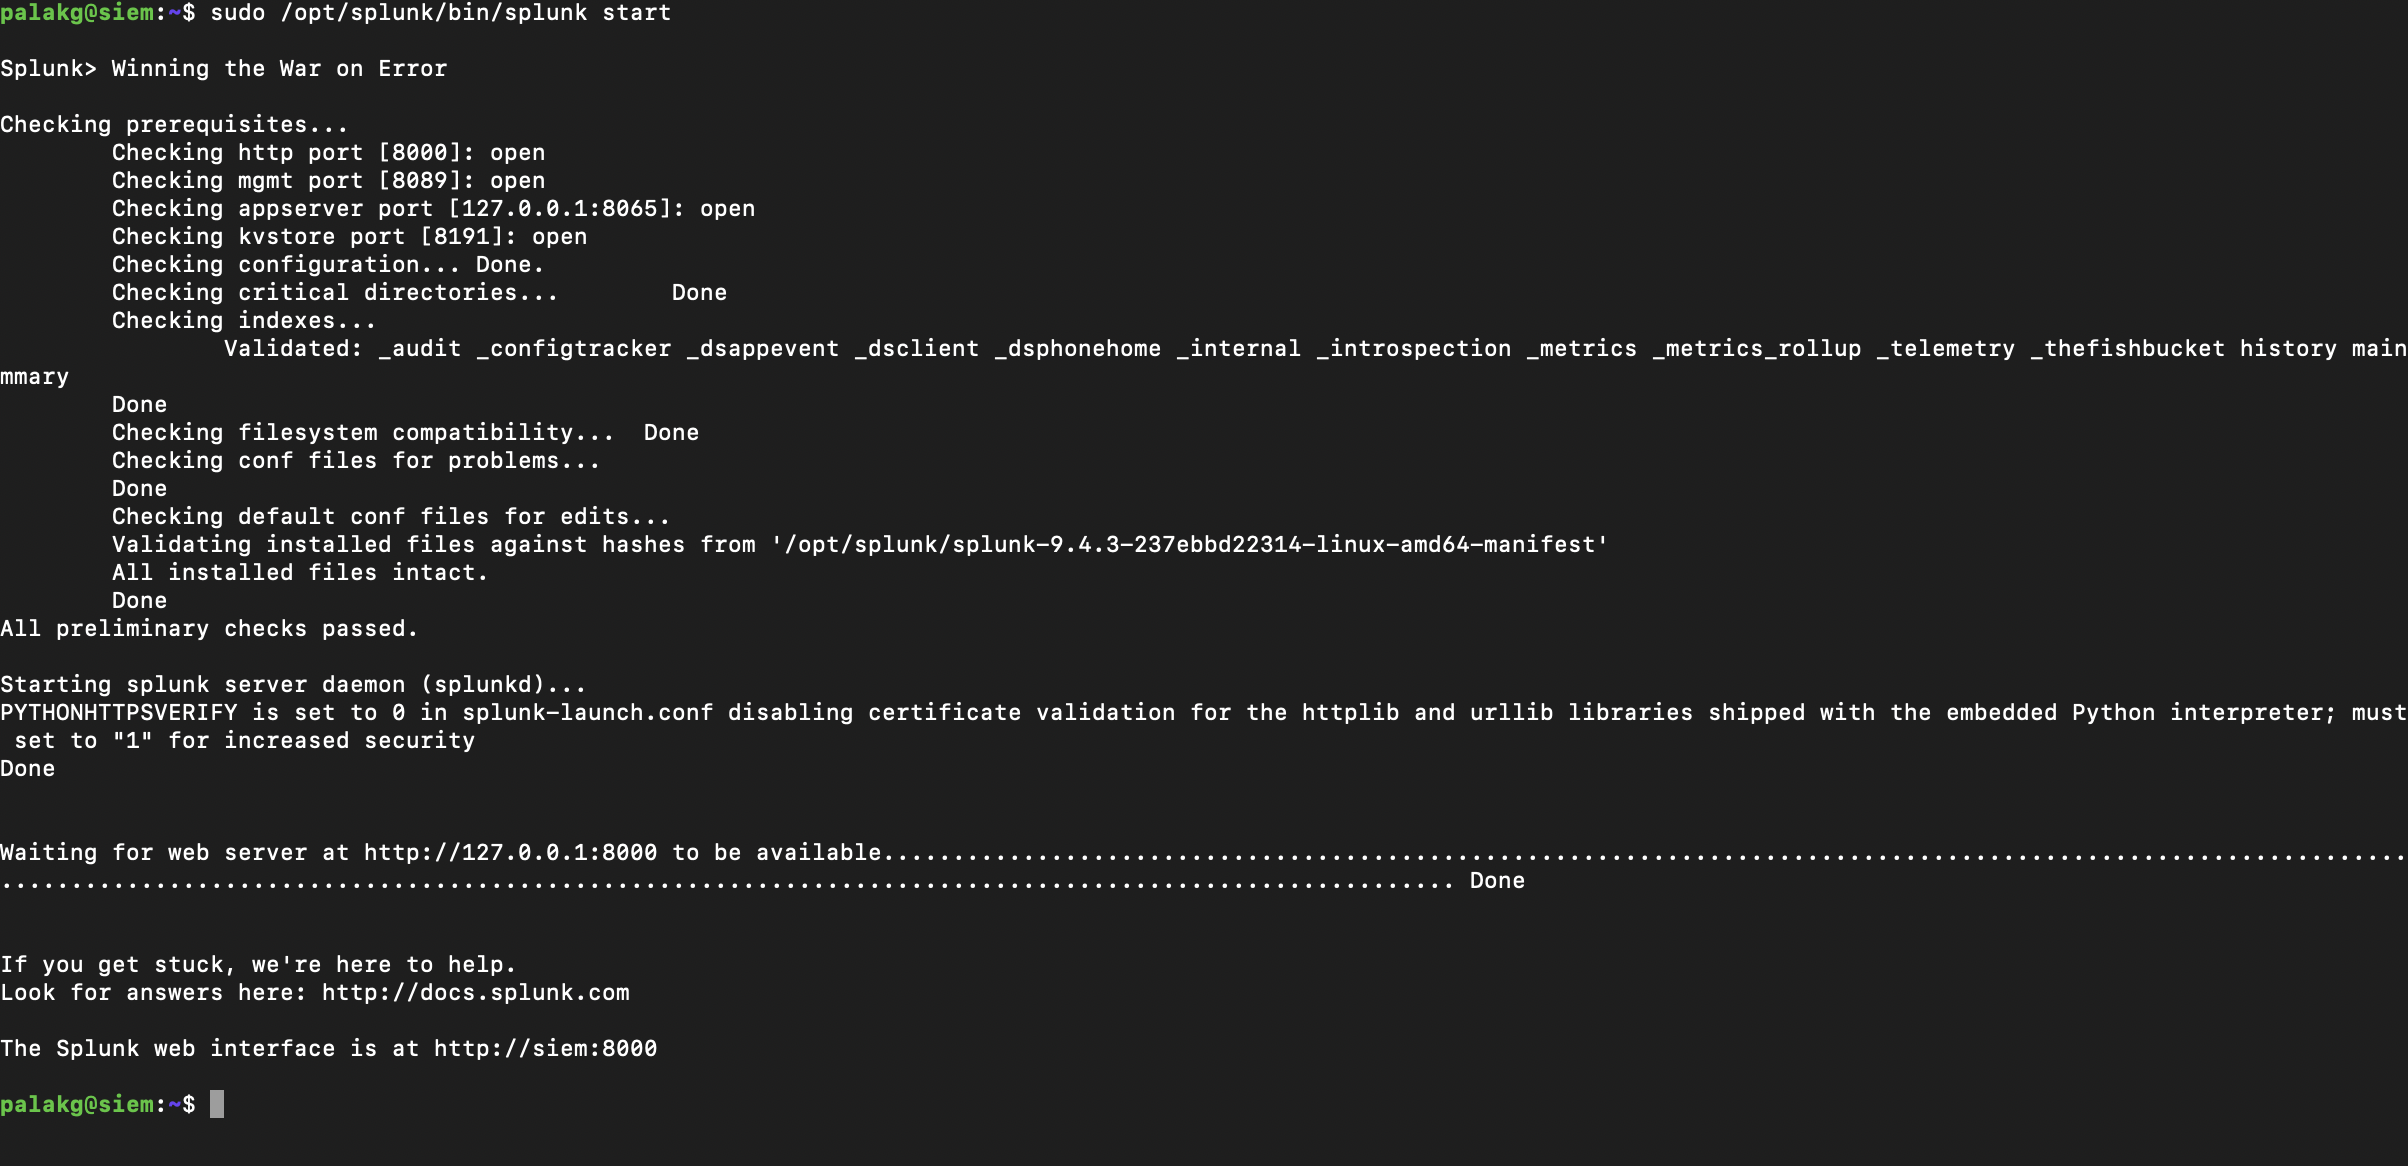 palakg@siem:~$ sudo /opt/splunk/bin/splunk start
Splunk> Winning the War on Error
Checking prerequisites...
Checking http port [8000]: open
Checking mgmt port [8089]: open
Checking appserver port [127.0.0.1:8065]: open
Checking kvstore port [8191]: open
Checking configuration... Done.
Checking critical directories...        Done
Checking indexes...
Validated: _audit _configtracker _dsappevent _dsclient _dsphonehome _internal _introspection _metrics _metrics_rollup _telemetry _thefishbucket history main
mmary
Done
Checking filesystem compatibility...  Done
Checking conf files for problems...
Done
Checking default conf files for edits...
Validating installed files against hashes from '/opt/splunk/splunk-9.4.3-237ebbd22314-linux-amd64-manifest'
All installed files intact.
Done
All preliminary checks passed.
Starting splunk server daemon (splunkd)...
PYTHONHTTPSVERIFY is set to 0 in splunk-launch.conf disabling certificate validation for the httplib and urllib libraries shipped with the embedded Python interpreter; must
set to "1" for increased security
Done
Waiting for web server at http://127.0.0.1:8000 to be available.............................................................................................................
........................................................................................................ Done
If you get stuck, we're here to help.
Look for answers here: http://docs.splunk.com
The Splunk web interface is at http://siem:8000
palakg@siem:~$